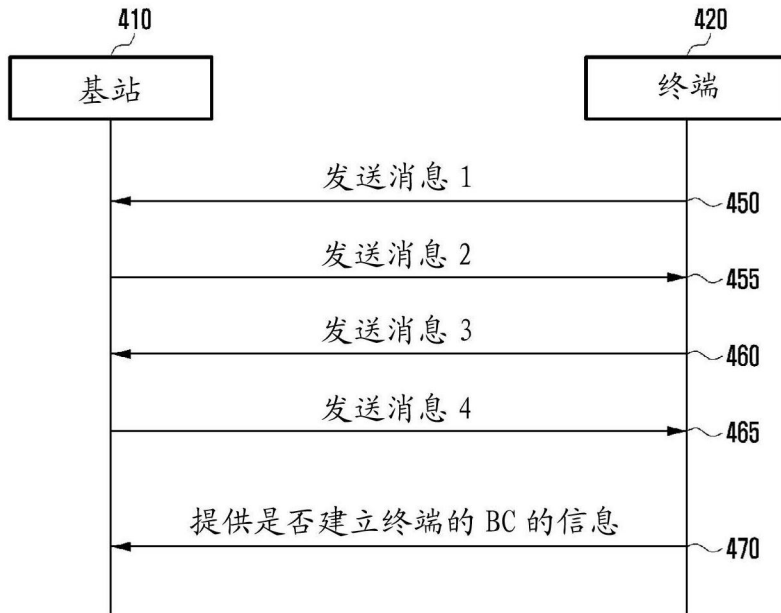 410
420
基站
终端
发送消息 1
450
发送消息 2
455
发送消息 3
460
发送消息 4
465
提供是否建立终端的 BC 的信息
470